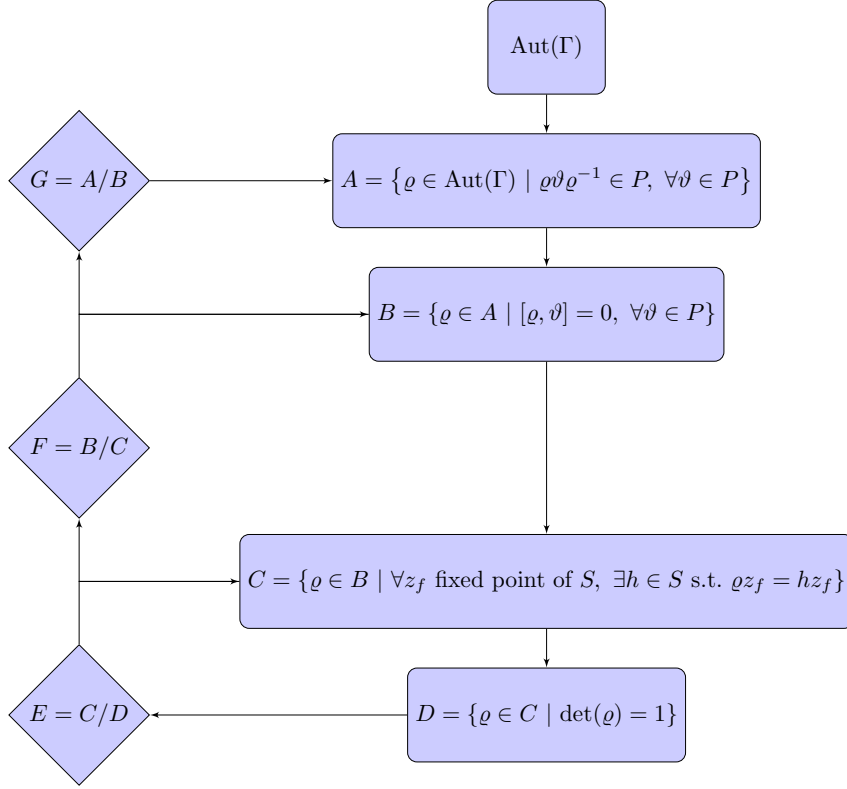 Aut(Γ)
G = A/B
A = {ϱ ∈ Aut(Γ) | ϱϑϱ⁻¹ ∈ P, ∀ϑ ∈ P}
B = {ϱ ∈ A | [ϱ, ϑ] = 0, ∀ϑ ∈ P}
F = B/C
C = {ϱ ∈ B | ∀z_f fixed point of S, ∃h ∈ S s.t. ϱz_f = hz_f}
E = C/D
D = {ϱ ∈ C | det(ϱ) = 1}